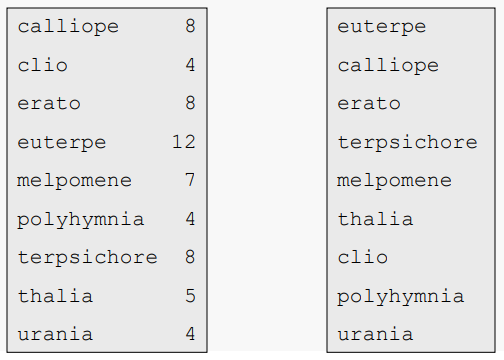 calliope 8
clio 4
erato 8
euterpe 12
melpomene 7
polyhymnia 4
terpsichore 8
thalia 5
urania 4
euterpe
calliope
erato
terpsichore
melpomene
thalia
clio
polyhymnia
urania